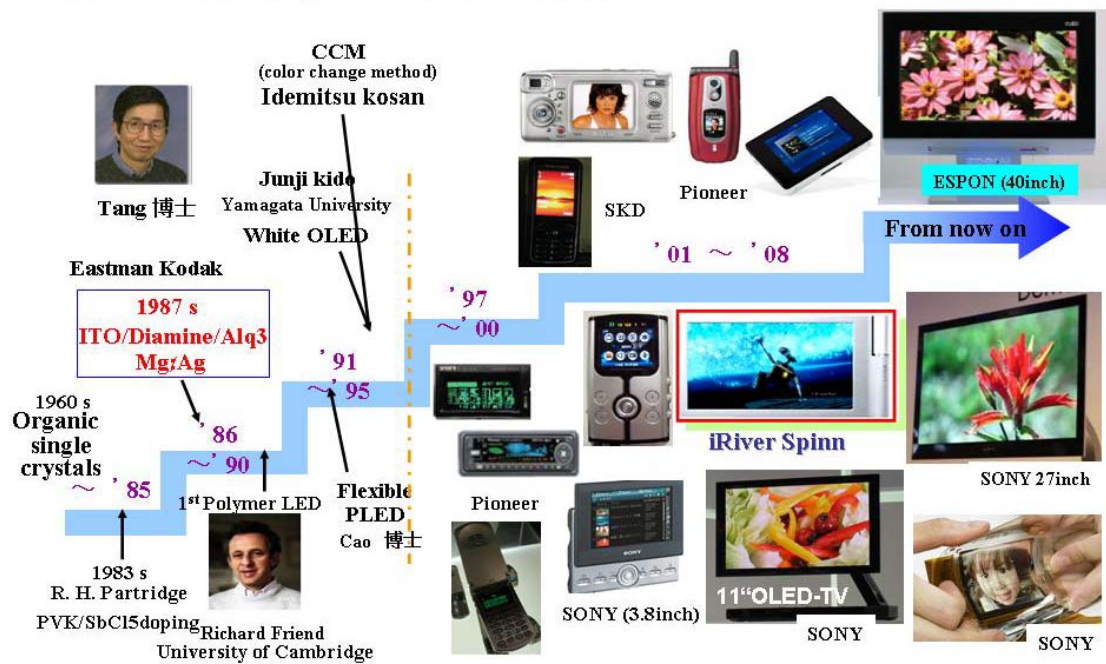 CCM
(color change method)
Idemitsu kosan
Tang 博士
Junji kido
Yamagata University
White OLED
Eastman Kodak
1987 s
ITO/Diamine/Alq3
Mg:Ag
1960 s
Organic
single
crystals
～ ’85
’86
～’90
’91
～’95
’97
～’00
’01 ～ ’08
From now on
SKD
Pioneer
ESPON (40inch)
1983 s
R. H. Partridge
PVK/SbCl5doping
1st Polymer LED
Richard Friend
University of Cambridge
Flexible
PLED
Cao 博士
Pioneer
SONY
SONY (3.8inch)
iRiver Spinn
11“OLED-TV
SONY
SONY 27inch
SONY